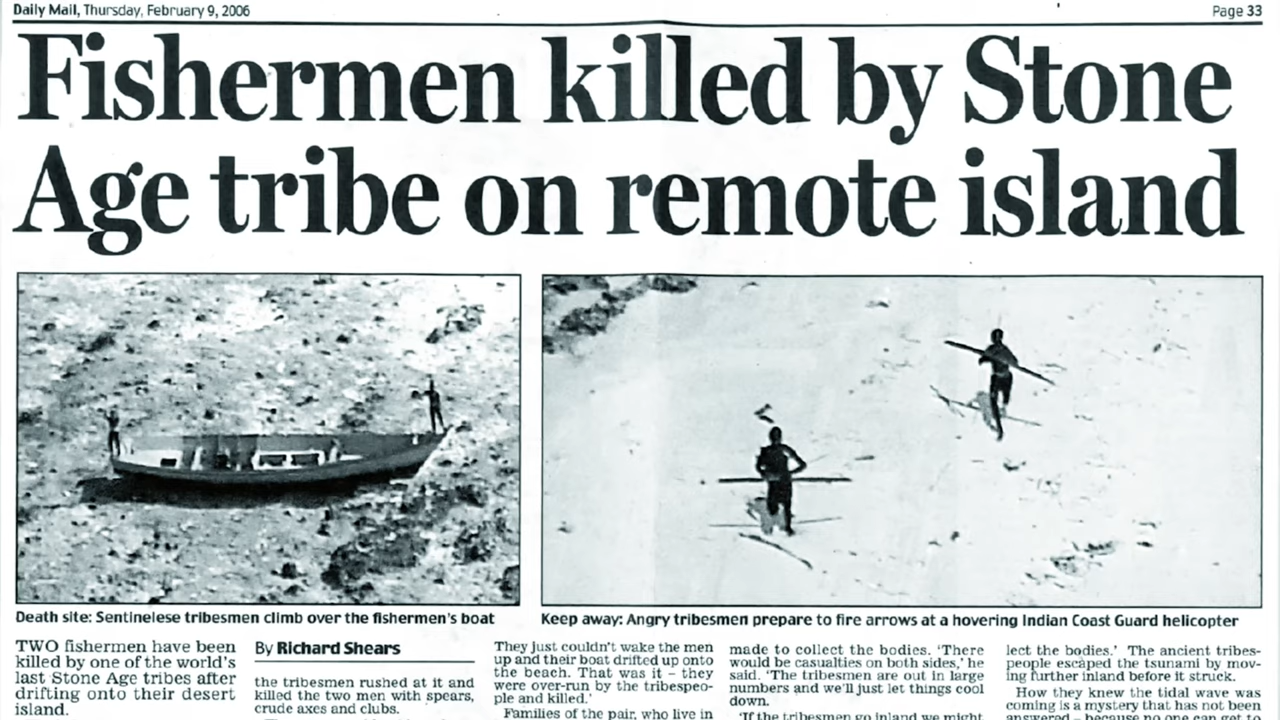 Daily Mail, Thursday, February 9, 2006
Page 33
Fishermen killed by Stone
Age tribe on remote island
Death site: Sentinelese tribesmen climb over the fishermen's boat
Keep away: Angry tribesmen prepare to fire arrows at a hovering Indian Coast Guard helicopter
TWO fishermen have been
killed by one of the world's
last Stone Age tribes after
drifting onto their desert
island.
By Richard Shears
the tribesmen rushed at it and
killed the two men with spears,
crude axes and clubs.
They just couldn't wake the men
up and their boat drifted up onto
the beach. That was it – they
were over-run by the tribespeo-
ple and killed.'
Families of the pair, who live in
made to collect the bodies. 'There
would be casualties on both sides,' he
said. 'The tribesmen are out in large
numbers and we'll just let things cool
down.
'If the tribesmen go inland we might
lect the bodies.' The ancient tribes-
people escaped the tsunami by mov-
ing further inland before it struck.
How they knew the tidal wave was
coming is a mystery that has not been
answered – because no one can get to